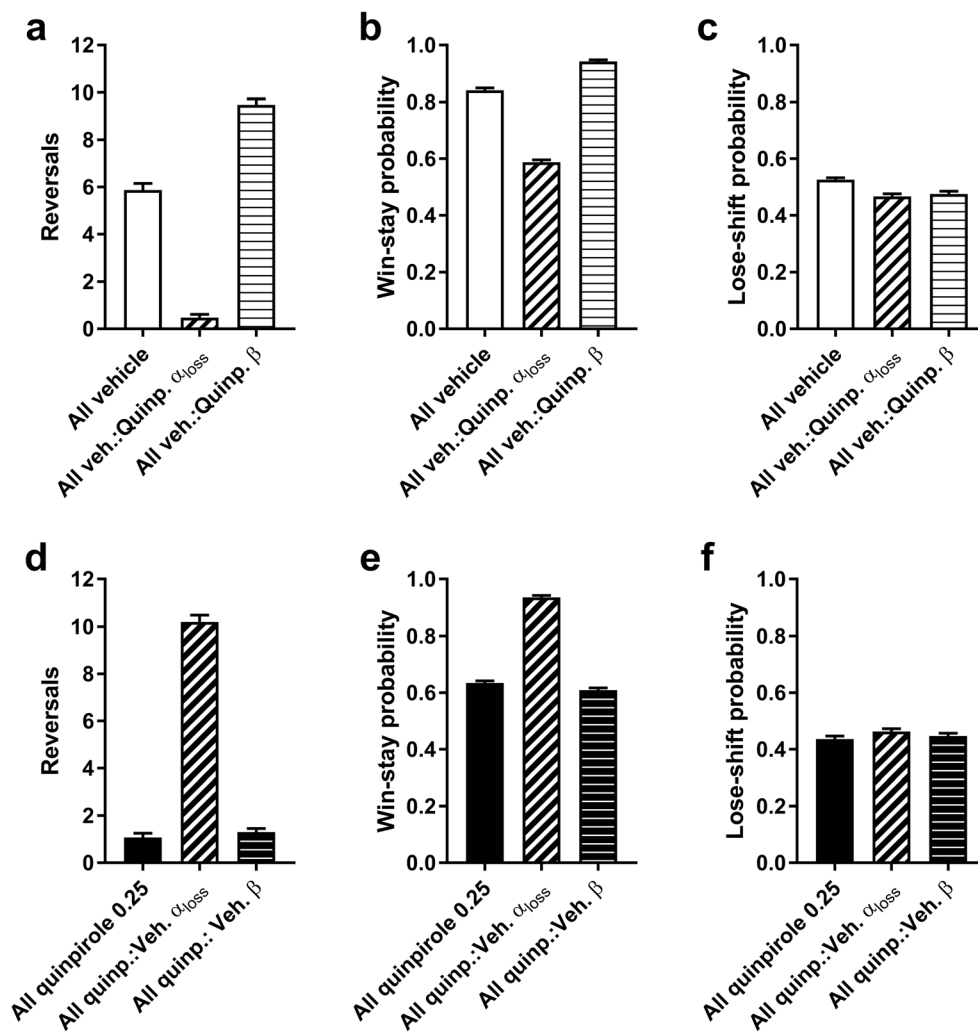 a
12
10
8
6
4
2
0
Reversals
All vehicle
All veh.::Quinp. αloss
All veh.::Quinp. β
b
1.0
0.8
0.6
0.4
0.2
0.0
Win-stay probability
All vehicle
All veh.::Quinp. αloss
All veh.::Quinp. β
c
1.0
0.8
0.6
0.4
0.2
0.0
Lose-shift probability
All vehicle
All veh.::Quinp. αloss
All veh.::Quinp. β
d
12
10
8
6
4
2
0
Reversals
All quinpirole 0.25
All quinp.::Veh. αloss
All quinp.:: Veh. β
e
1.0
0.8
0.6
0.4
0.2
0.0
Win-stay probability
All quinpirole 0.25
All quinp.::Veh. αloss
All quinp.::Veh. β
f
1.0
0.8
0.6
0.4
0.2
0.0
Lose-shift probability
All quinpirole 0.25
All quinp.::Veh. αloss
All quinp.::Veh. β